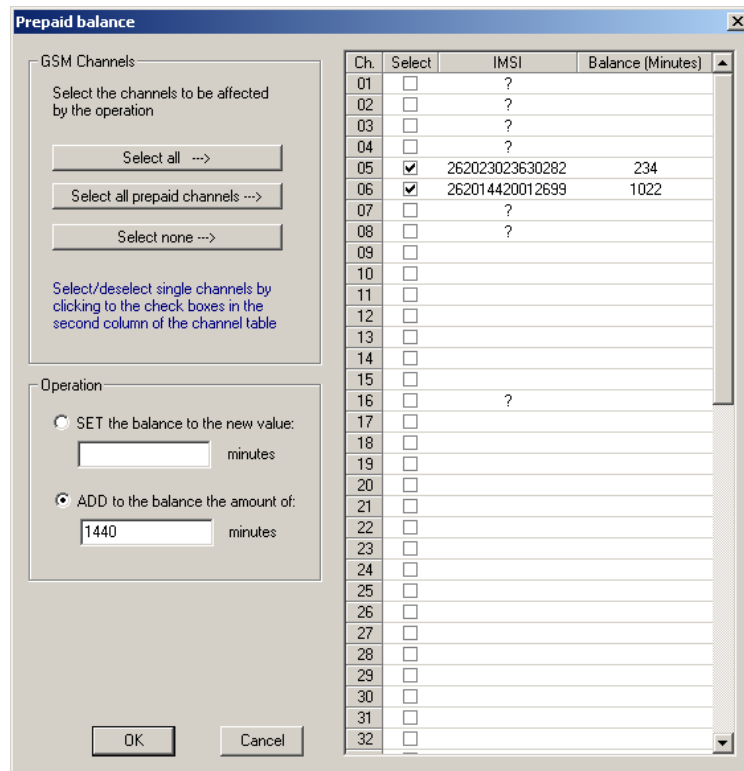 Prepaid balance
GSM Channels
Select the channels to be affected
by the operation
Select all --->
Select all prepaid channels --->
Select none --->
Select/deselect single channels by
clicking to the check boxes in the
second column of the channel table
Operation
SET the balance to the new value:
minutes
ADD to the balance the amount of:
1440 minutes
OK Cancel
Ch. Select IMSI Balance (Minutes)
01 ?
02 ?
03 ?
04 ?
05 262023023630282 234
06 262014420012699 1022
07 ?
08 ?
09
10
11
12
13
14
15
16 ?
17
18
19
20
21
22
23
24
25
26
27
28
29
30
31
32